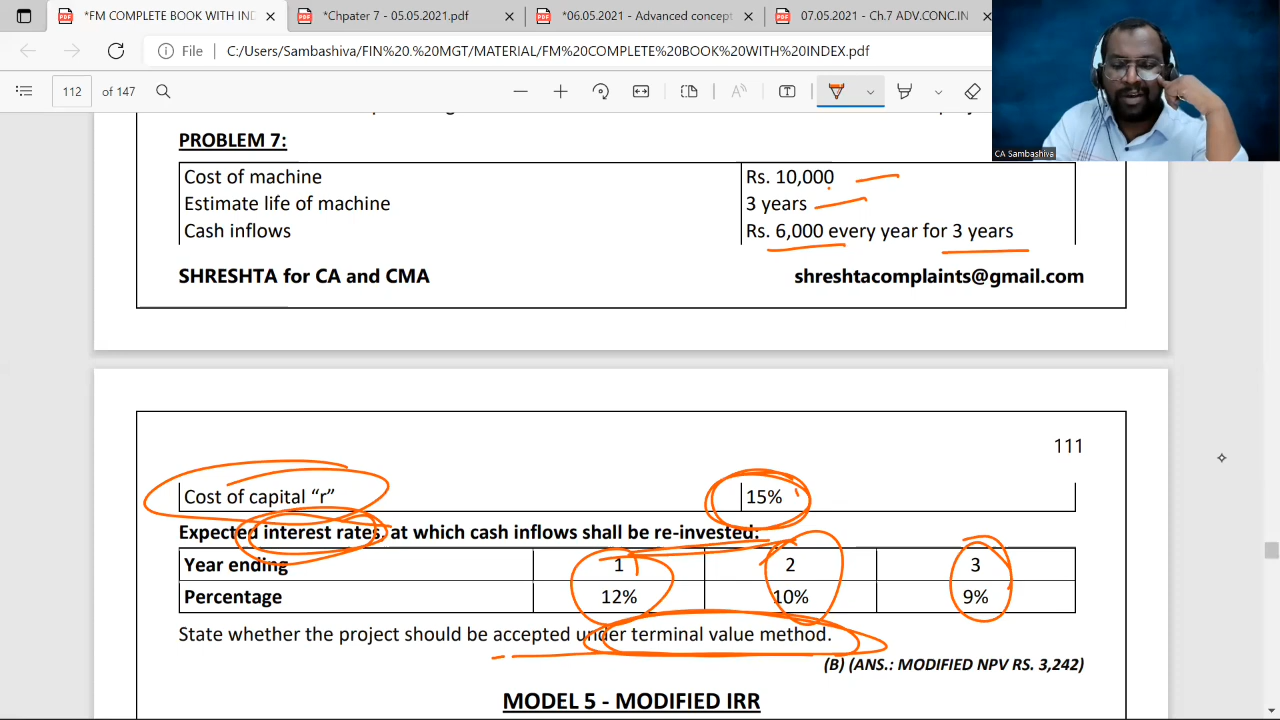 *FM COMPLETE BOOK WITH IND
*Chpater 7 - 05.05.2021.pdf
*06.05.2021 - Advanced concept
07.05.2021 - Ch.7 ADV.CONC.IN
File
C:/Users/Sambashiva/FIN%20.%20MGT/MATERIAL/FM%20COMPLETE%20BOOK%20WITH%20INDEX.pdf
112 of 147
CA Sambashiva
PROBLEM 7:
Cost of machine Rs. 10,000
Estimate life of machine 3 years
Cash inflows Rs. 6,000 every year for 3 years
SHRESHTA for CA and CMA shreshtacomplaints@gmail.com
111
Cost of capital “r” 15%
Expected interest rates, at which cash inflows shall be re-invested:
Year ending 1 2 3
Percentage 12% 10% 9%
State whether the project should be accepted under terminal value method.
(B) (ANS.: MODIFIED NPV RS. 3,242)
MODEL 5 - MODIFIED IRR